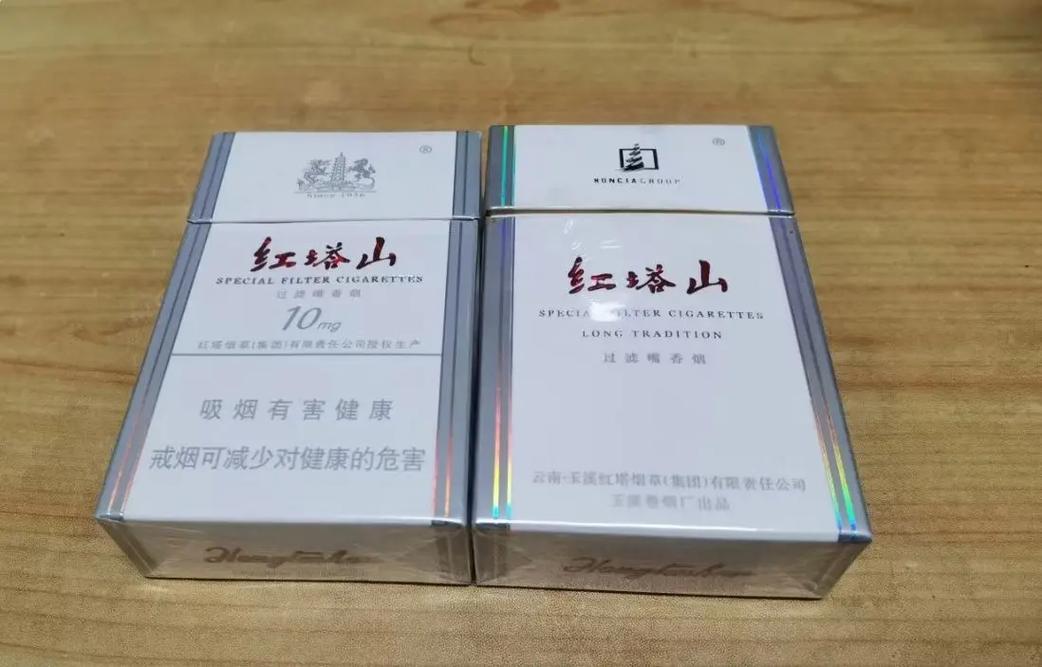 Since 1956
®
红塔山
SPECIAL FILTER CIGARETTES
过滤嘴香烟
10mg
红塔烟草(集团)有限责任公司授权生产
吸烟有害健康
戒烟可减少对健康的危害
Hongtashan
HONGTAGROUP
®
红塔山
SPECIAL FILTER CIGARETTES
LONG TRADITION
过滤嘴香烟
云南·玉溪红塔烟草(集团)有限责任公司
玉溪卷烟厂出品
Hongtashan